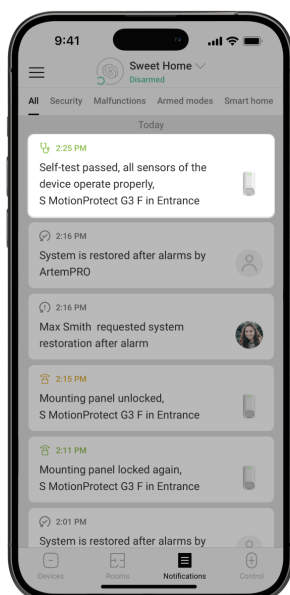 9:41
Sweet Home
Disarmed
All Security Malfunctions Armed modes Smart home
Today
2:25 PM
Self-test passed, all sensors of the
device operate properly,
S MotionProtect G3 F in Entrance
2:16 PM
System is restored after alarms by
ArtemPRO
2:16 PM
Max Smith requested system
restoration after alarm
2:15 PM
Mounting panel unlocked,
S MotionProtect G3 F in Entrance
2:11 PM
Mounting panel locked again,
S MotionProtect G3 F in Entrance
2:01 PM
System is restored after alarms by
Devices Rooms Notifications Control